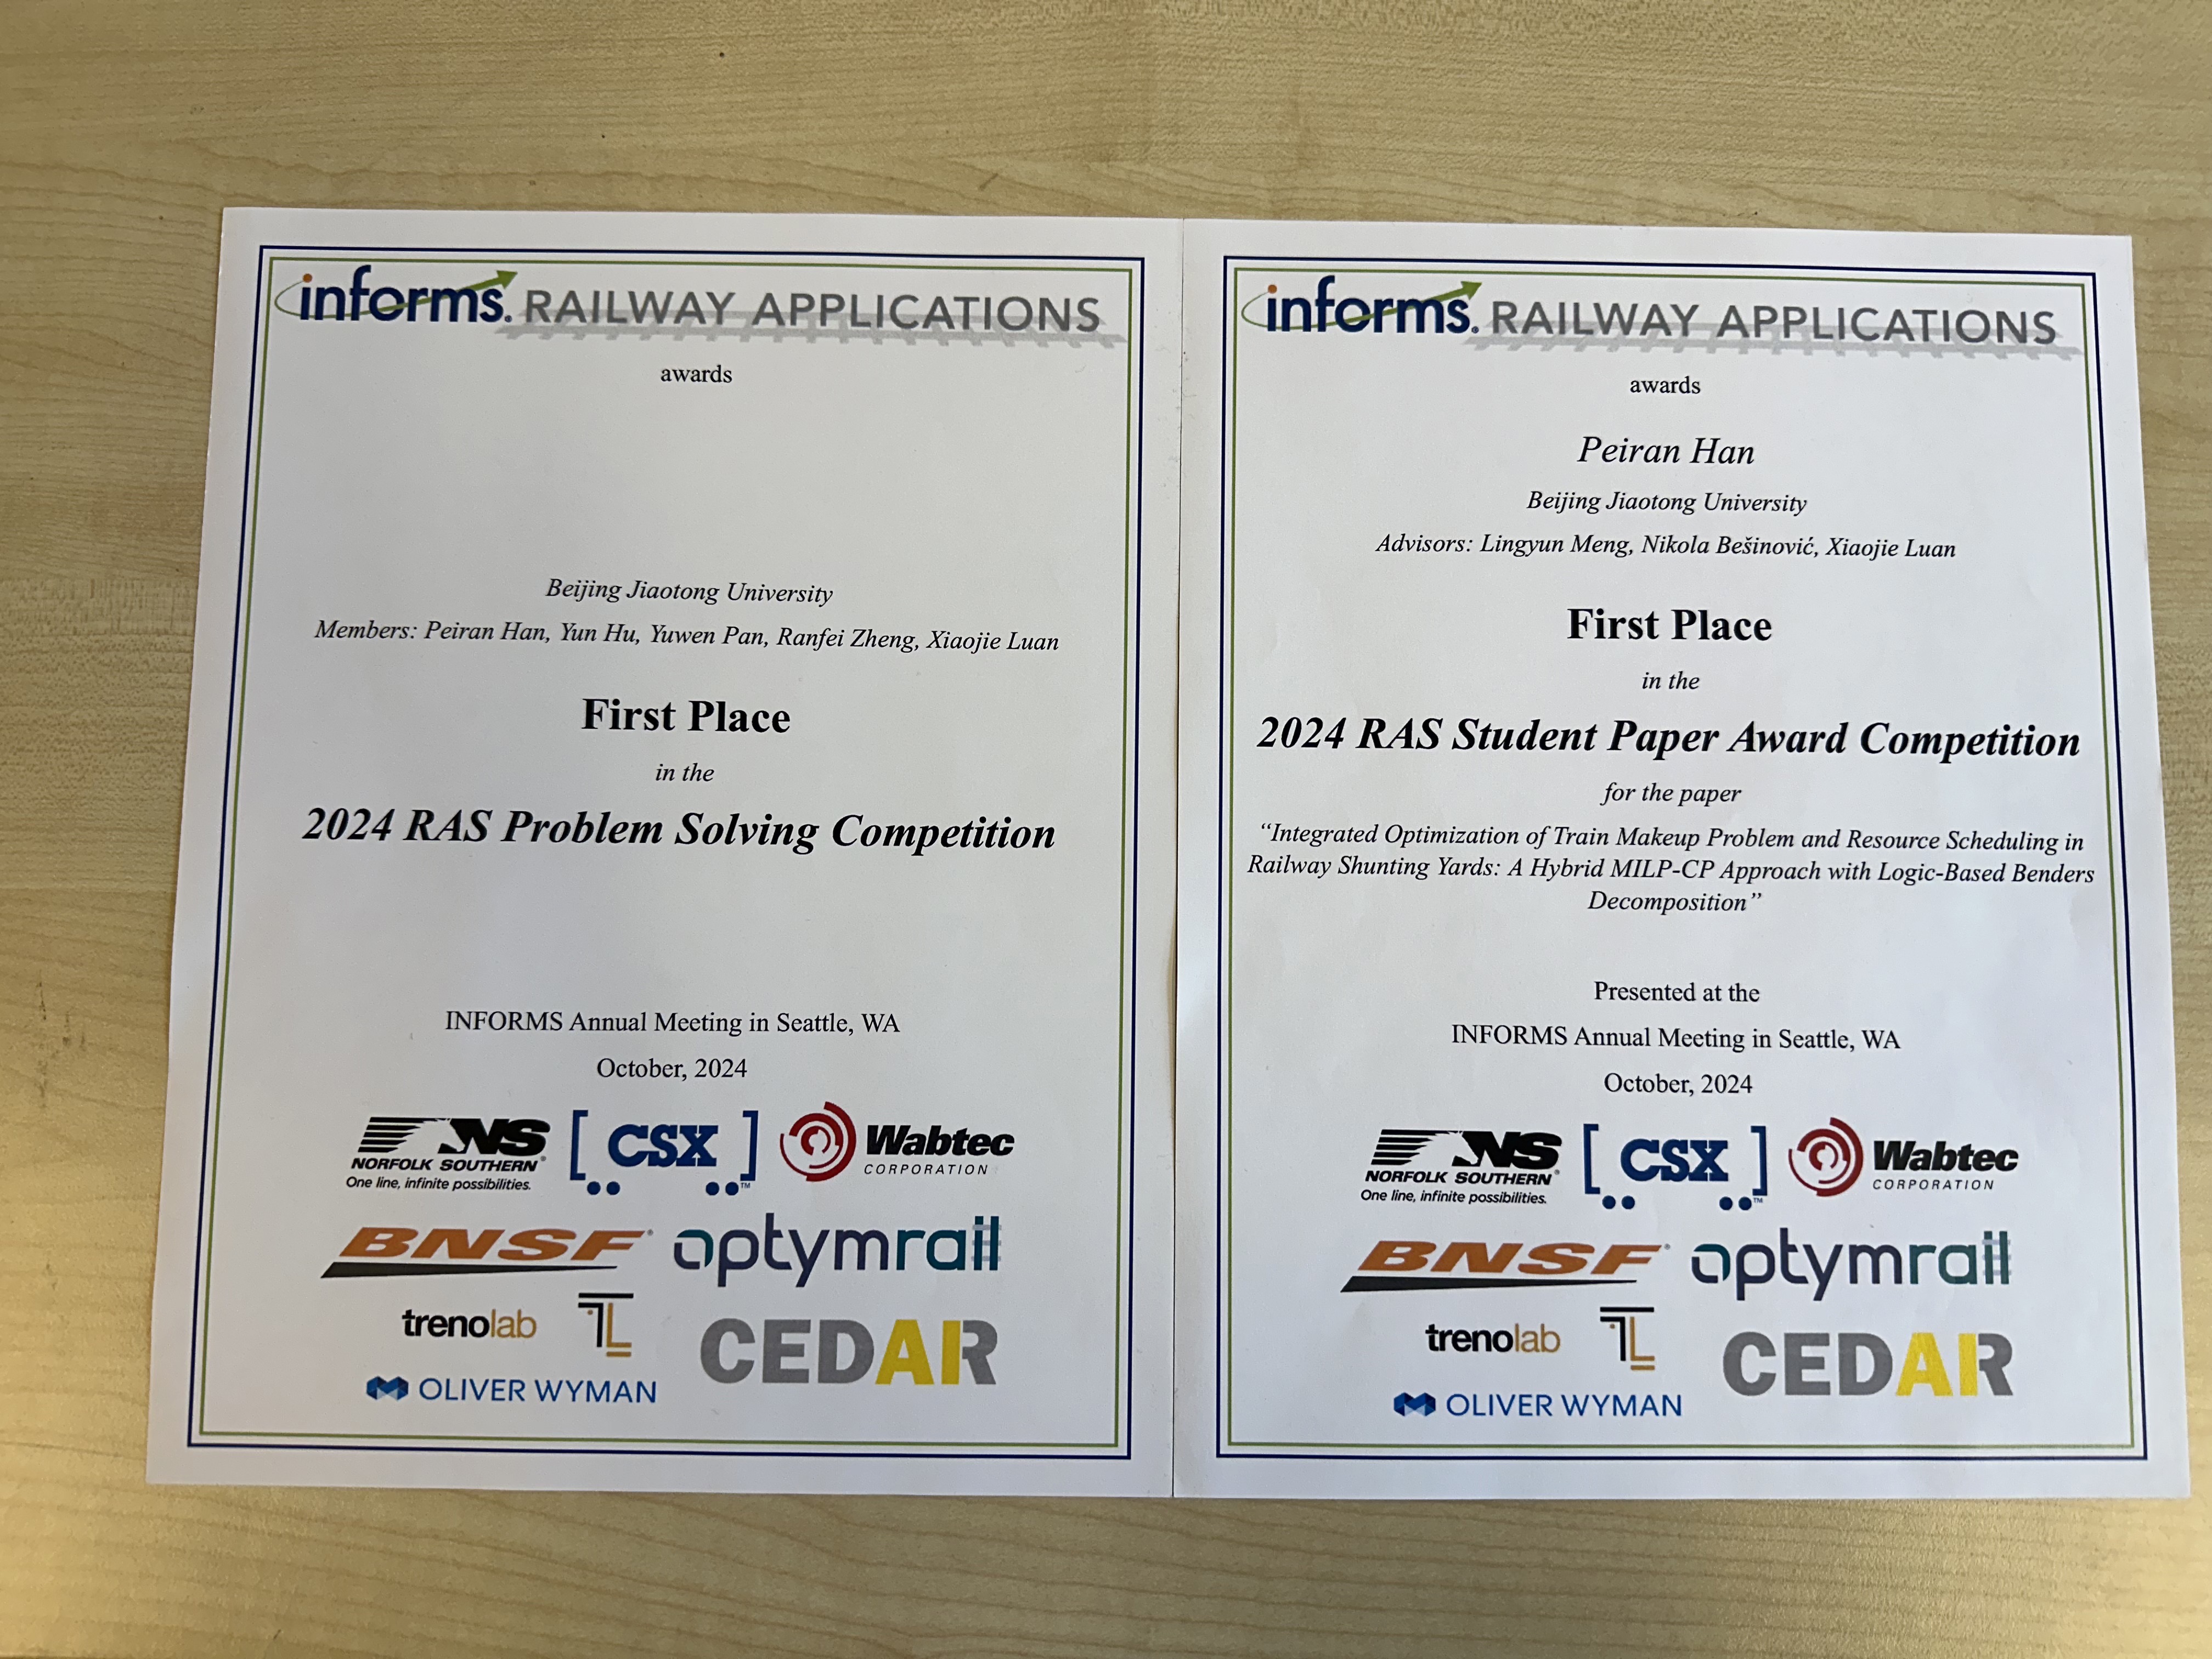 informs. RAILWAY APPLICATIONS
awards
Beijing Jiaotong University
Members: Peiran Han, Yun Hu, Yuwen Pan, Ranfei Zheng, Xiaojie Luan
First Place
in the
2024 RAS Problem Solving Competition
INFORMS Annual Meeting in Seattle, WA
October, 2024
NS
NORFOLK SOUTHERN®
One line, infinite possibilities.
[CSX]™
Wabtec
CORPORATION
BNSF®
optymrail
trenolab TL
CEDAR
OLIVER WYMAN
informs. RAILWAY APPLICATIONS
awards
Peiran Han
Beijing Jiaotong University
Advisors: Lingyun Meng, Nikola Bešinović, Xiaojie Luan
First Place
in the
2024 RAS Student Paper Award Competition
for the paper
“Integrated Optimization of Train Makeup Problem and Resource Scheduling in
Railway Shunting Yards: A Hybrid MILP-CP Approach with Logic-Based Benders
Decomposition”
Presented at the
INFORMS Annual Meeting in Seattle, WA
October, 2024
NS
NORFOLK SOUTHERN®
One line, infinite possibilities.
[CSX]™
Wabtec
CORPORATION
BNSF®
optymrail
trenolab TL
CEDAR
OLIVER WYMAN